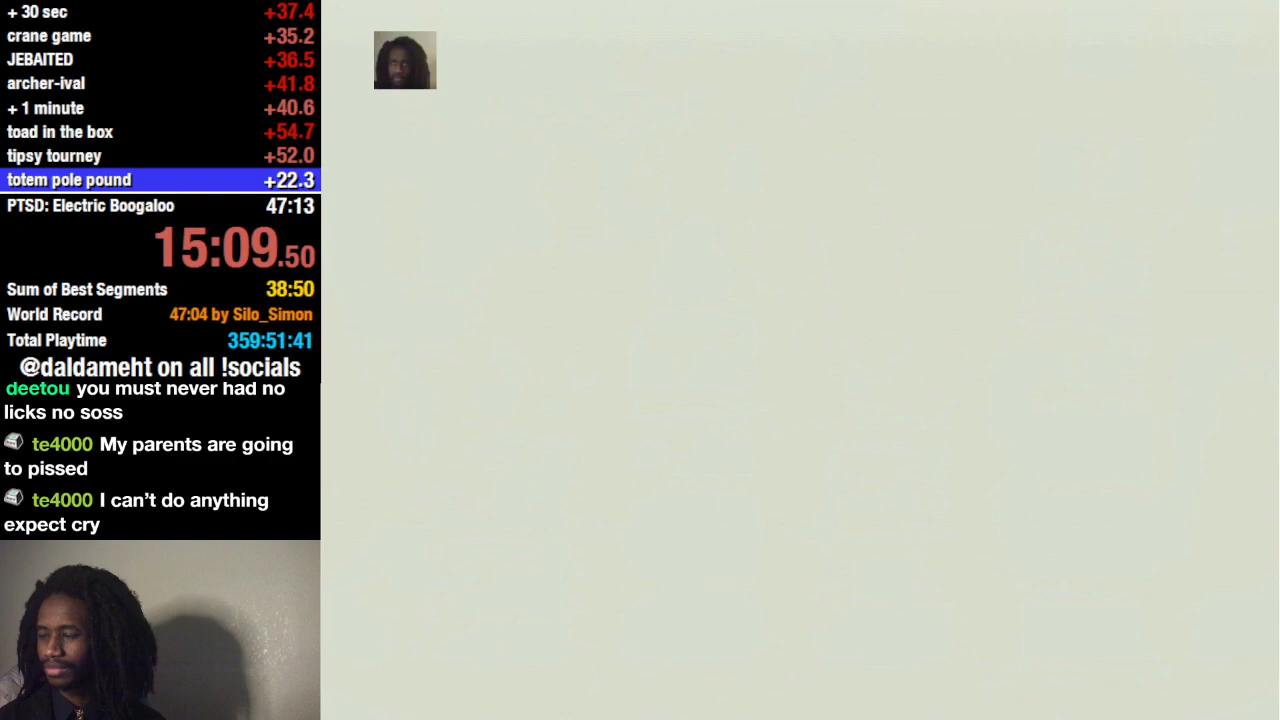 + 30 sec +37.4
crane game +35.2
JEBAITED +36.5
archer-ival +41.8
+ 1 minute +40.6
toad in the box +54.7
tipsy tourney +52.0
totem pole pound +22.3
PTSD: Electric Boogaloo 47:13
15:09.50
Sum of Best Segments 38:50
World Record 47:04 by Silo_Simon
Total Playtime 359:51:41
@daldameht on all !socials
deetou you must never had no
licks no soss
te4000 My parents are going
to pissed
te4000 I can't do anything
expect cry